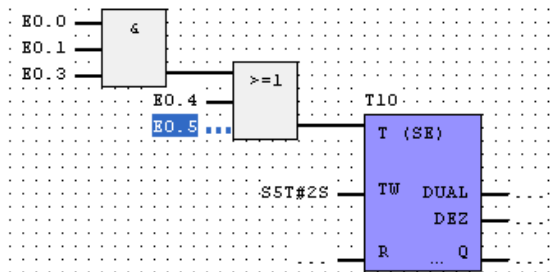 E0.0
&
E0.1
E0.3
>=1
E0.4
T10
E0.5
T (SE)
S5T#2S
TW DUAL
DEZ
...
R ... Q